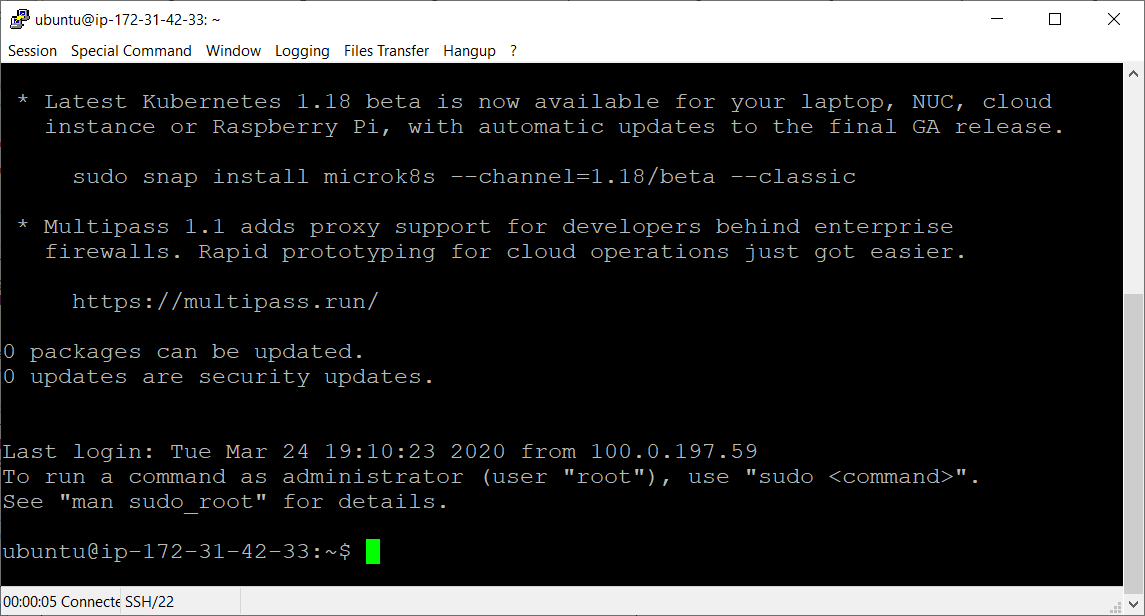 ubuntu@ip-172-31-42-33: ~
Session Special Command Window Logging Files Transfer Hangup ?
* Latest Kubernetes 1.18 beta is now available for your laptop, NUC, cloud
instance or Raspberry Pi, with automatic updates to the final GA release.
sudo snap install microk8s --channel=1.18/beta --classic
* Multipass 1.1 adds proxy support for developers behind enterprise
firewalls. Rapid prototyping for cloud operations just got easier.
https://multipass.run/
0 packages can be updated.
0 updates are security updates.
Last login: Tue Mar 24 19:10:23 2020 from 100.0.197.59
To run a command as administrator (user "root"), use "sudo <command>".
See "man sudo_root" for details.
ubuntu@ip-172-31-42-33:~$
00:00:05 Connecte SSH/22